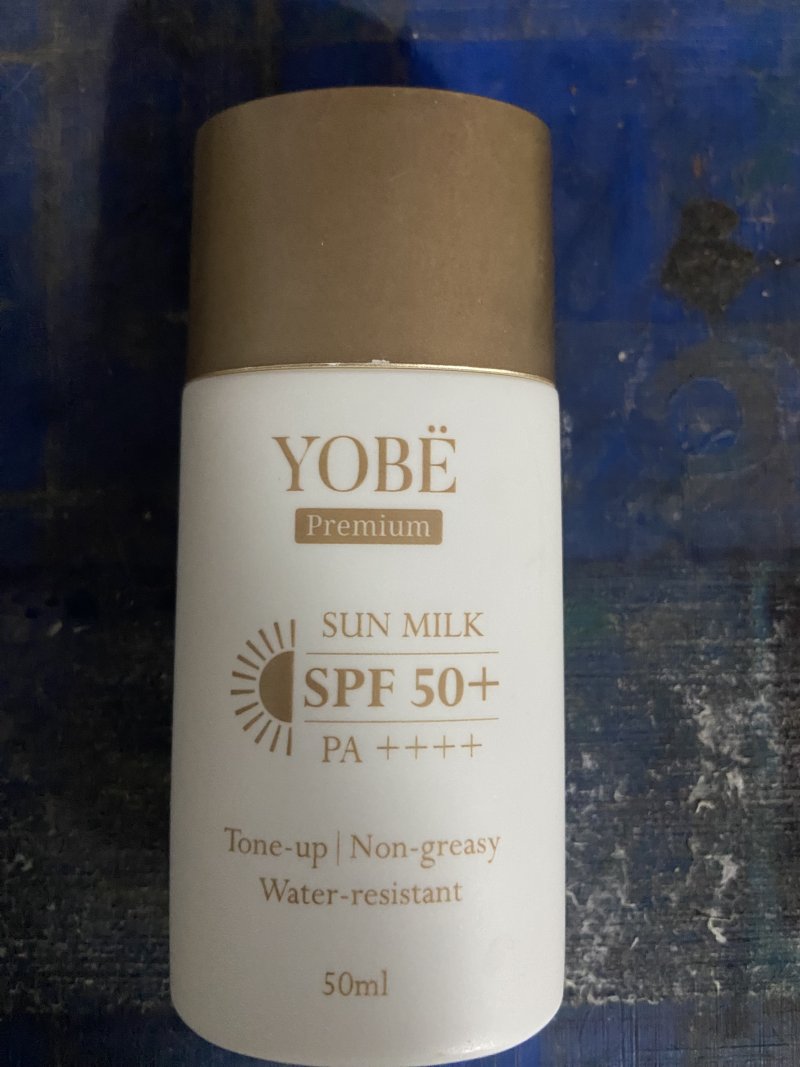 YOBË
Premium
SUN MILK
SPF 50+
PA ++++
Tone-up | Non-greasy
Water-resistant
50ml